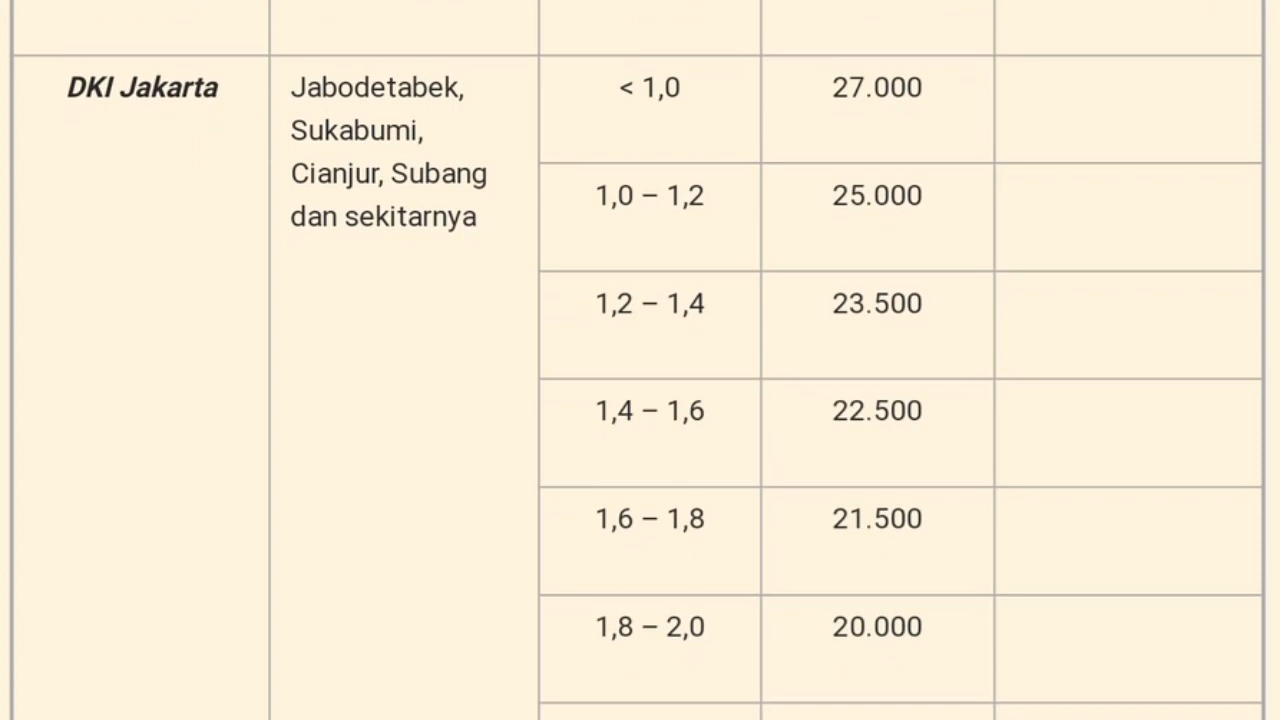 DKI Jakarta
Jabodetabek,
Sukabumi,
Cianjur, Subang
dan sekitarnya
< 1,0 27.000
1,0 – 1,2 25.000
1,2 – 1,4 23.500
1,4 – 1,6 22.500
1,6 – 1,8 21.500
1,8 – 2,0 20.000